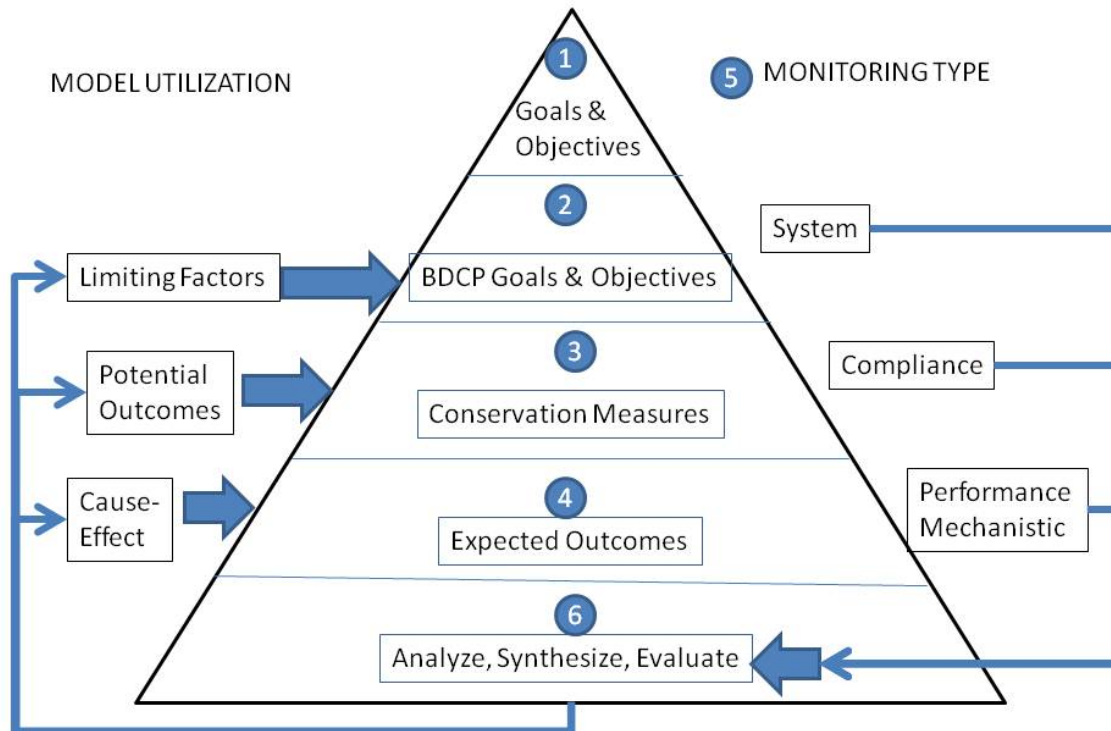 1
5
MODEL UTILIZATION
MONITORING TYPE
Goals &
Objectives
2
System
Limiting Factors
BDCP Goals & Objectives
3
Potential
Outcomes
Compliance
Conservation Measures
4
Cause-
Effect
Performance
Mechanistic
Expected Outcomes
6
Analyze, Synthesize, Evaluate